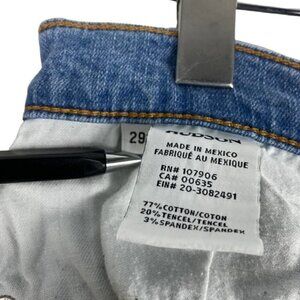 29
HUDSON
MADE IN MEXICO
FABRIQUÉ AU MEXIQUE
RN# 107906
CA# 00635
EIN# 20-3082491
77% COTTON/COTON
20% TENCEL/TENCEL
3% SPANDEX/SPANDEX